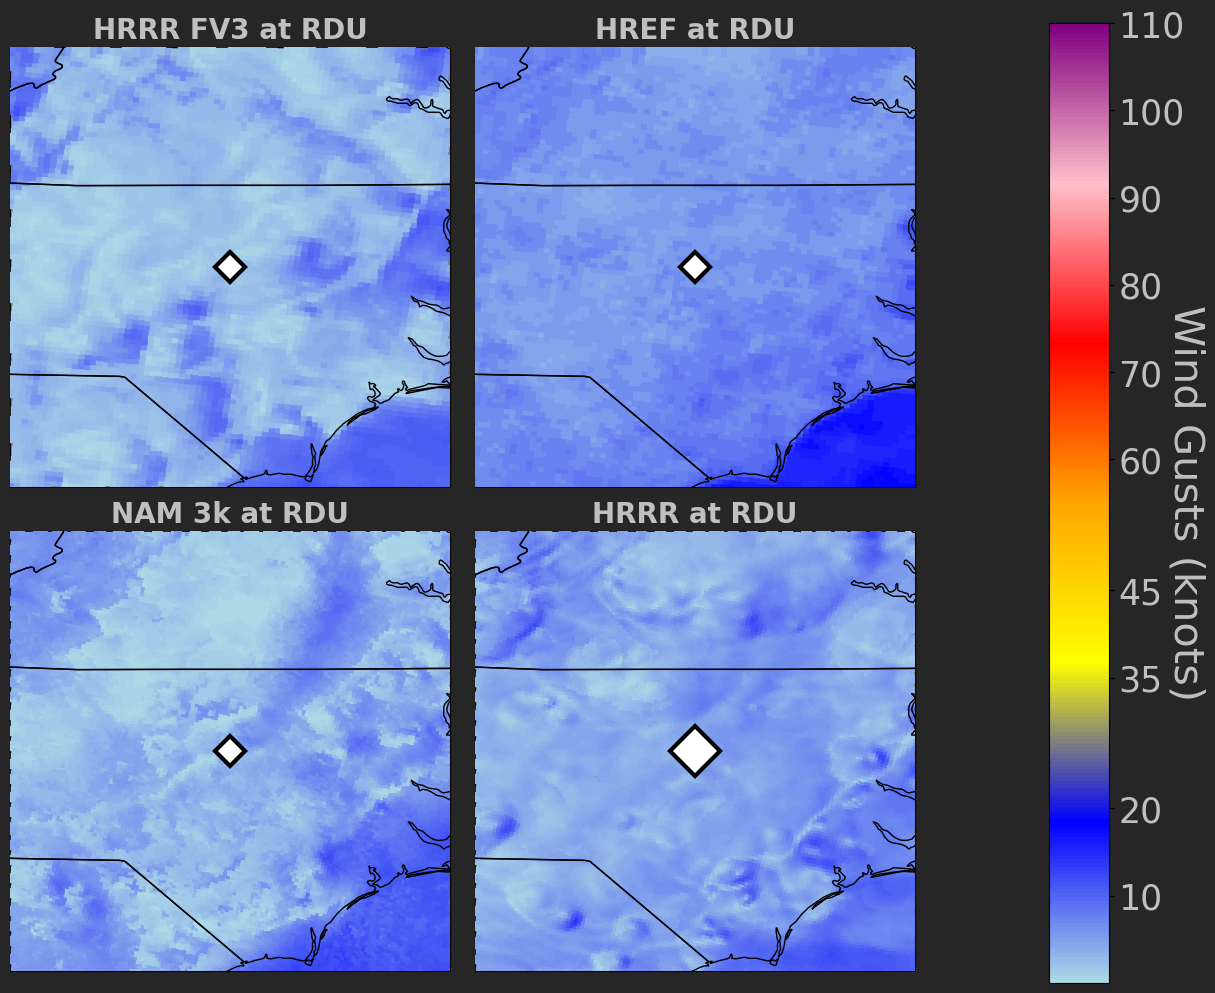 HRRR FV3 at RDU
HREF at RDU
NAM 3k at RDU
HRRR at RDU
110
100
90
80
70
60
45
35
20
10
Wind Gusts (knots)